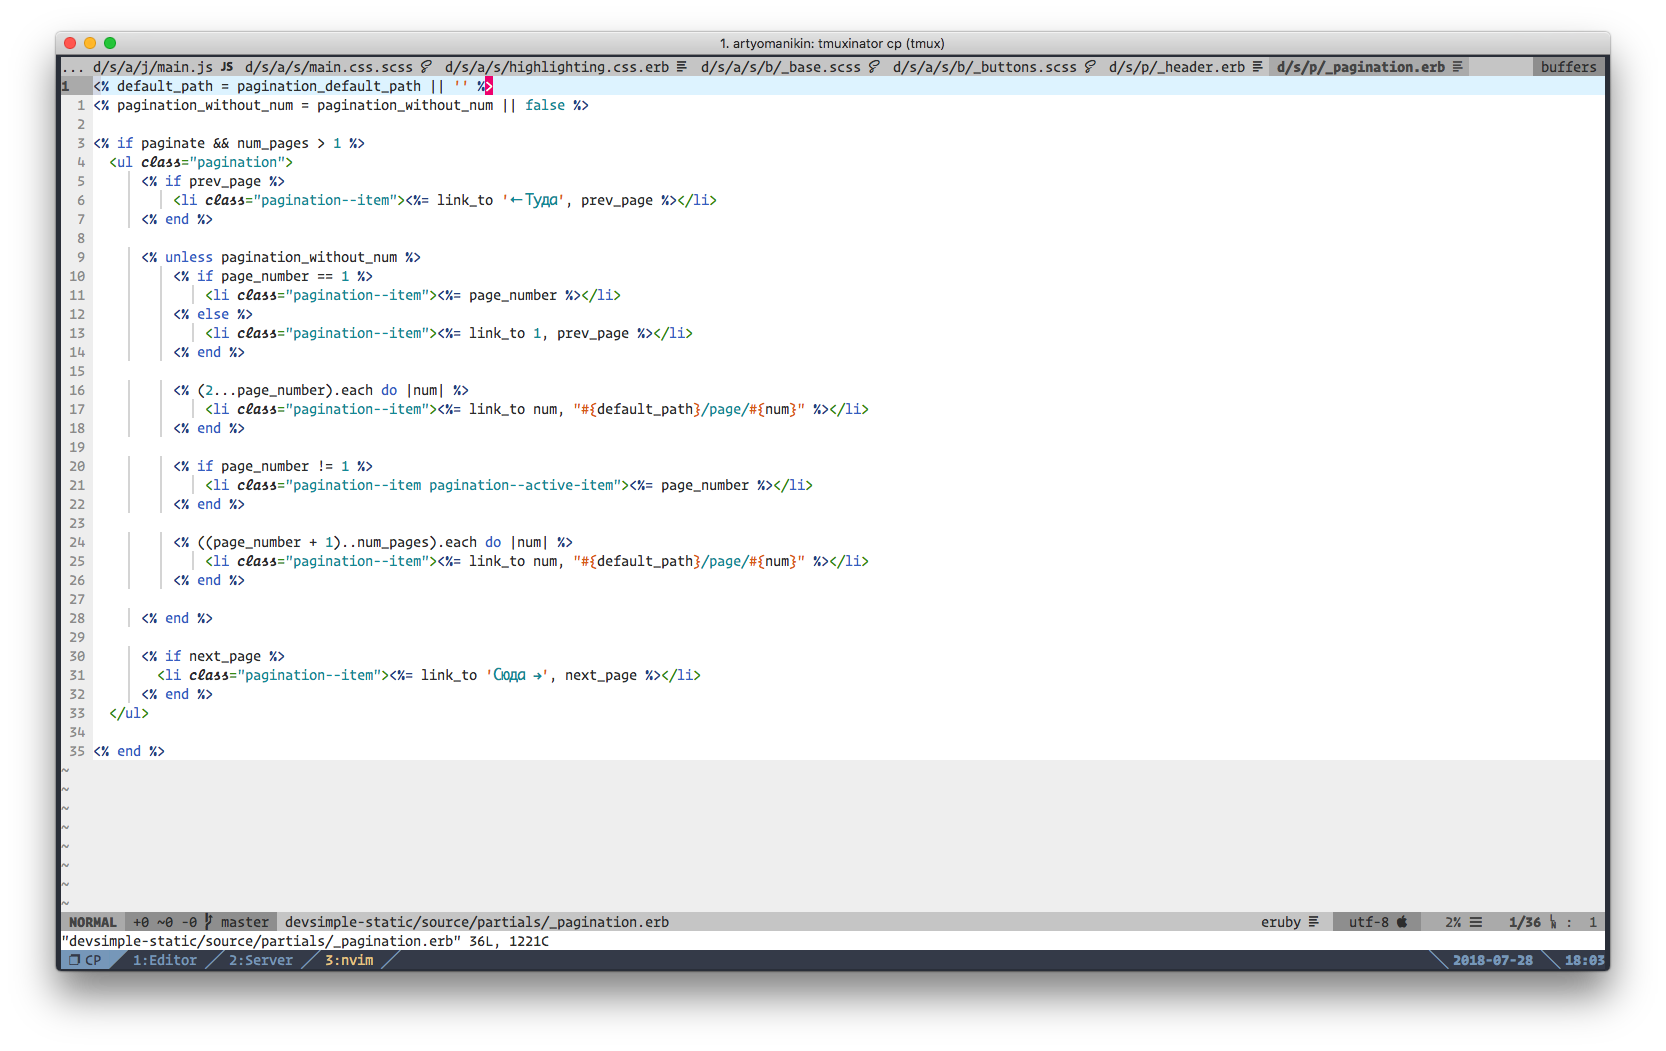 1. artyomanikin: tmuxinator cp (tmux)
... d/s/a/j/main.js JS d/s/a/s/main.css.scss d/s/a/s/highlighting.css.erb d/s/a/s/b/_base.scss d/s/a/s/b/_buttons.scss d/s/p/_header.erb d/s/p/_pagination.erb buffers
1 <% default_path = pagination_default_path || '' %>
1 <% pagination_without_num = pagination_without_num || false %>
2
3 <% if paginate && num_pages > 1 %>
4 <ul class="pagination">
5 <% if prev_page %>
6 <li class="pagination--item"><%= link_to '←Туда', prev_page %></li>
7 <% end %>
8
9 <% unless pagination_without_num %>
10 <% if page_number == 1 %>
11 <li class="pagination--item"><%= page_number %></li>
12 <% else %>
13 <li class="pagination--item"><%= link_to 1, prev_page %></li>
14 <% end %>
15
16 <% (2...page_number).each do |num| %>
17 <li class="pagination--item"><%= link_to num, "#{default_path}/page/#{num}" %></li>
18 <% end %>
19
20 <% if page_number != 1 %>
21 <li class="pagination--item pagination--active-item"><%= page_number %></li>
22 <% end %>
23
24 <% ((page_number + 1)..num_pages).each do |num| %>
25 <li class="pagination--item"><%= link_to num, "#{default_path}/page/#{num}" %></li>
26 <% end %>
27
28 <% end %>
29
30 <% if next_page %>
31 <li class="pagination--item"><%= link_to 'Сюда →', next_page %></li>
32 <% end %>
33 </ul>
34
35 <% end %>
~
~
~
~
~
~
~
~
NORMAL +0 ~0 -0 master devsimple-static/source/partials/_pagination.erb eruby utf-8 2% ☰ 1/36 : 1
"devsimple-static/source/partials/_pagination.erb" 36L, 1221C
CP 1:Editor 2:Server 3:nvim 2018-07-28 18:03